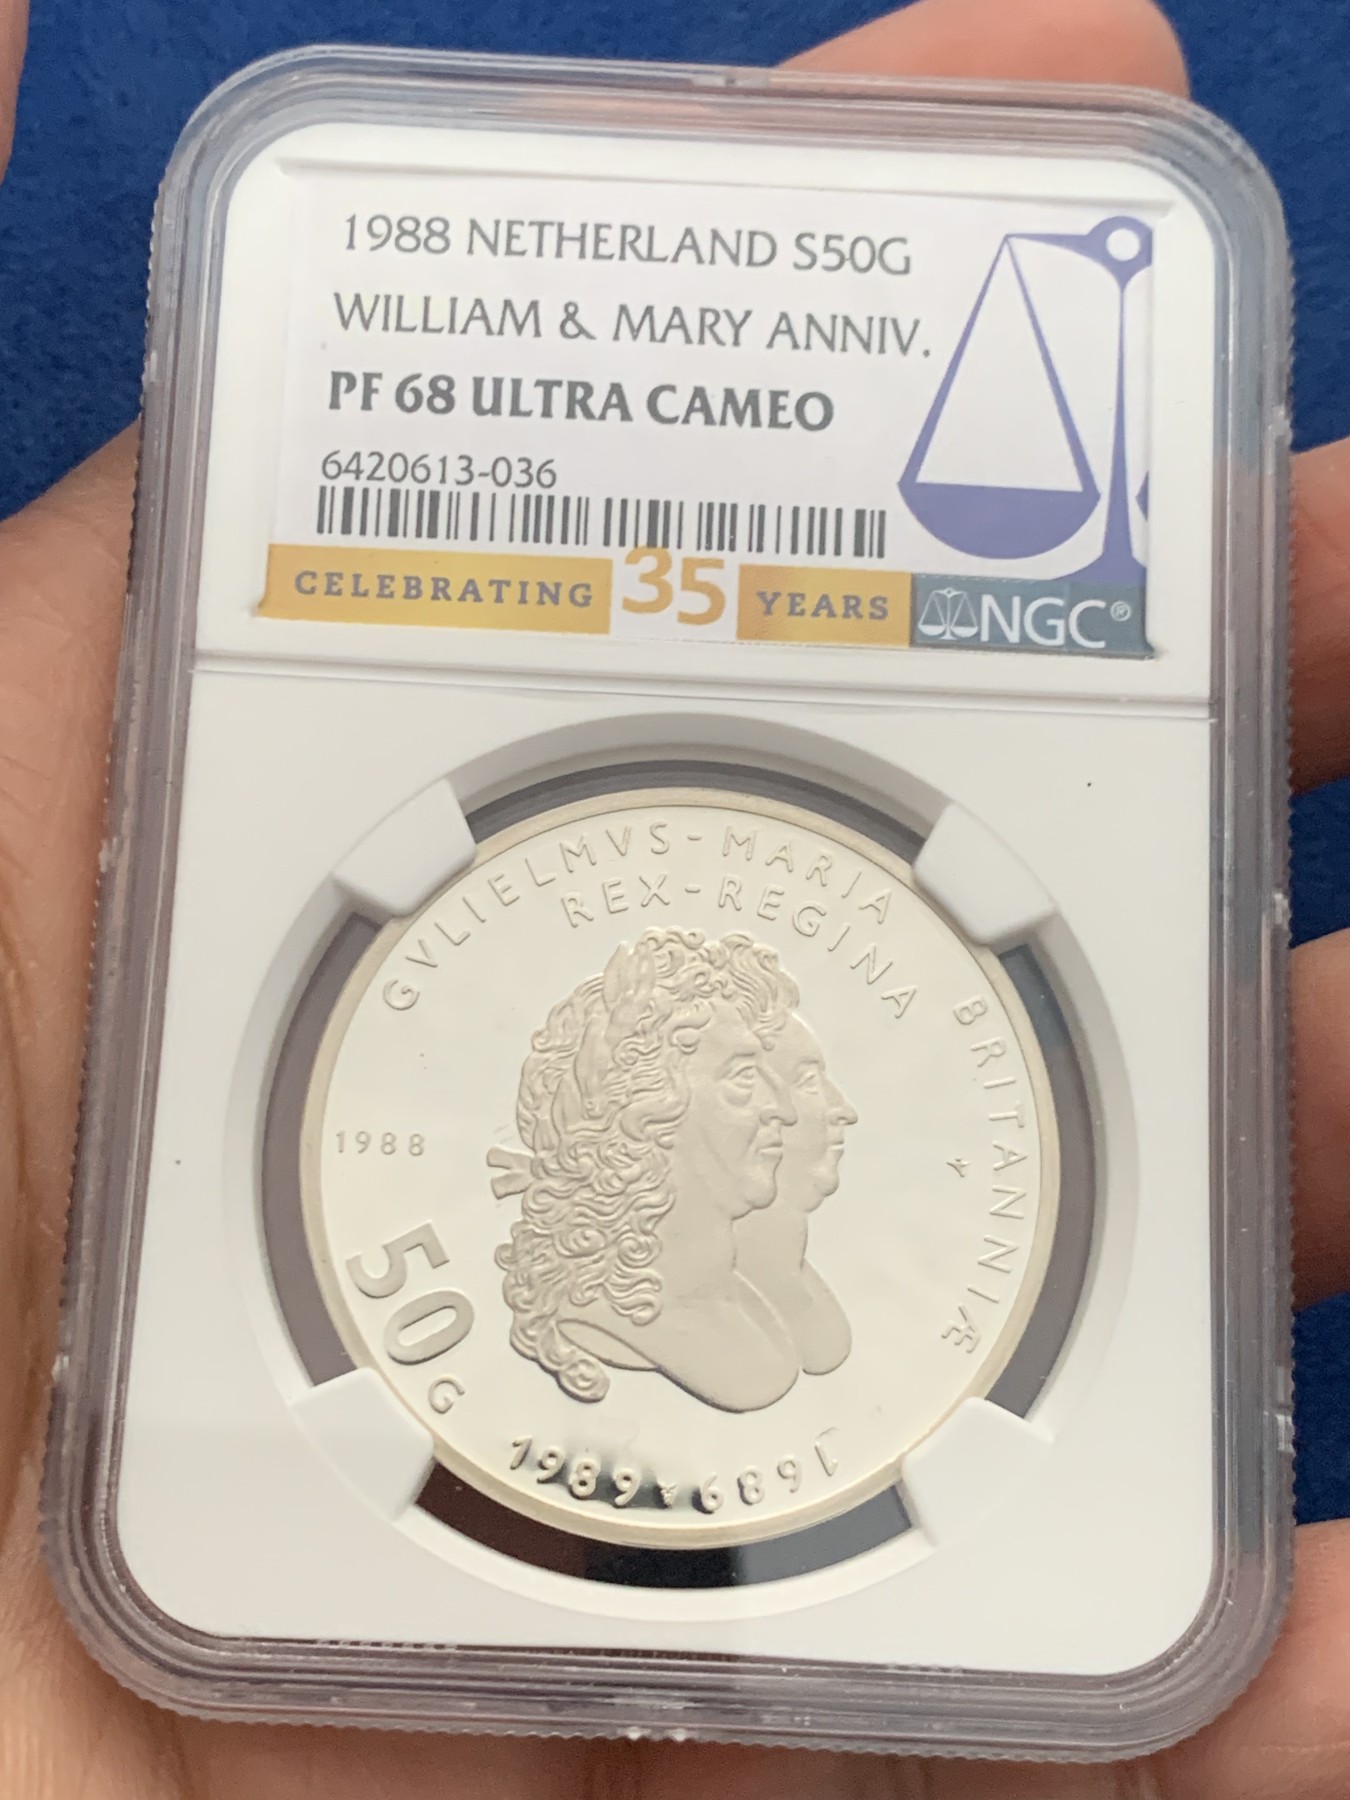 1988 NETHERLAND S50G
WILLIAM & MARY ANNIV.
PF 68 ULTRA CAMEO
6420613-036
CELEBRATING 35 YEARS NGC®
GVLIELMVS-MARIA
REX-REGINA
BRITANNIÆ
1988
50 G
1689
1989